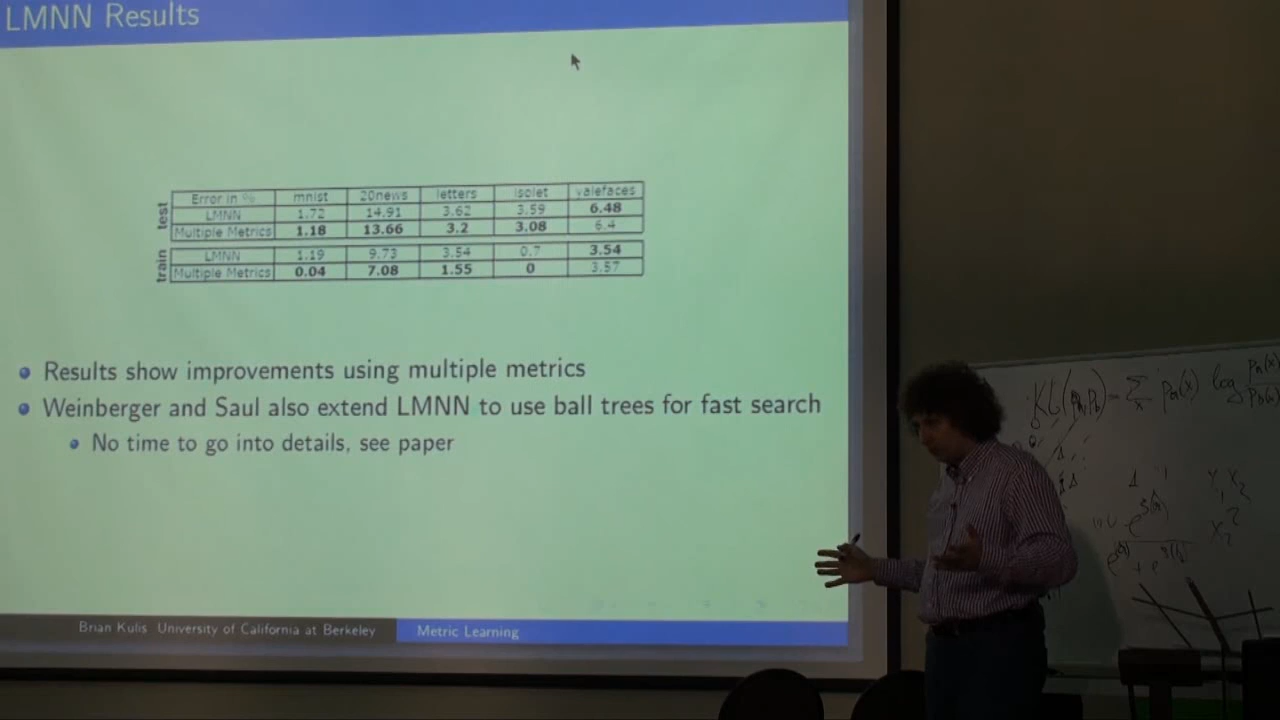 LMNN Results
Error in % mnist 20news letters isolet yalefaces
test LMNN 1.72 14.91 3.62 3.59 6.48
Multiple Metrics 1.18 13.66 3.2 3.08 6.4
train LMNN 1.19 9.73 3.54 0.7 3.54
Multiple Metrics 0.04 7.08 1.55 0 3.57
Results show improvements using multiple metrics
Weinberger and Saul also extend LMNN to use ball trees for fast search
No time to go into details, see paper
Brian Kulis University of California at Berkeley Metric Learning